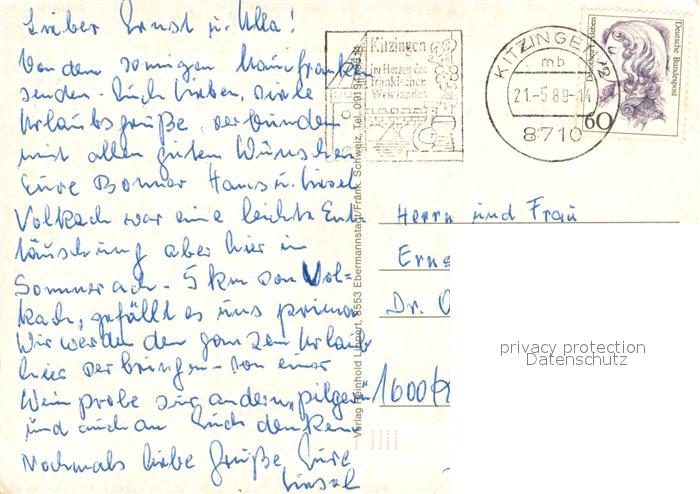 Lieber Ernst u. Ulla!
Von dem sonnigen Mainfranken
senden Euch lieben, viele
Urlaubsgrüße, verbunden
mit allen guten Wünschen
Eure Bonner Hans u. Liesel
Volkach war eine leichte Ent-
täuschung aber hier in
Sommerach - 5 km von Vol-
kach, gefällt es uns prima
Wir werden den ganzen Urlaub
hier verbringen - von einer
Weinprobe zur andern „pilgern"
und auch an Euch denken
Nochmals liebe Grüße Eure
Liesel
Verlag Reinhold Lippert, 8553 Ebermannstadt/Fränk. Schweiz, Tel. 09191
Kitzingen
im Herzen des
fränkischen
Weinlandes
KITZINGEN
mb
21.-5.89-14
8710
60
Deutsche Bundespost
Herrn und Frau
Erns
Dr. O
1600
privacy protection
Datenschutz